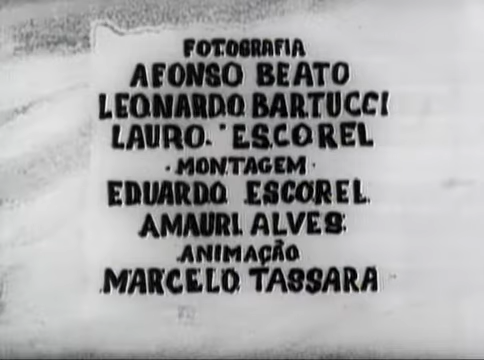 FOTOGRAFIA
AFONSO BEATO
LEONARDO BARTUCCI
LAURO ESCOREL
MONTAGEM
EDUARDO ESCOREL
AMAURI ALVES
ANIMAÇÃO
MARCELO TASSARA